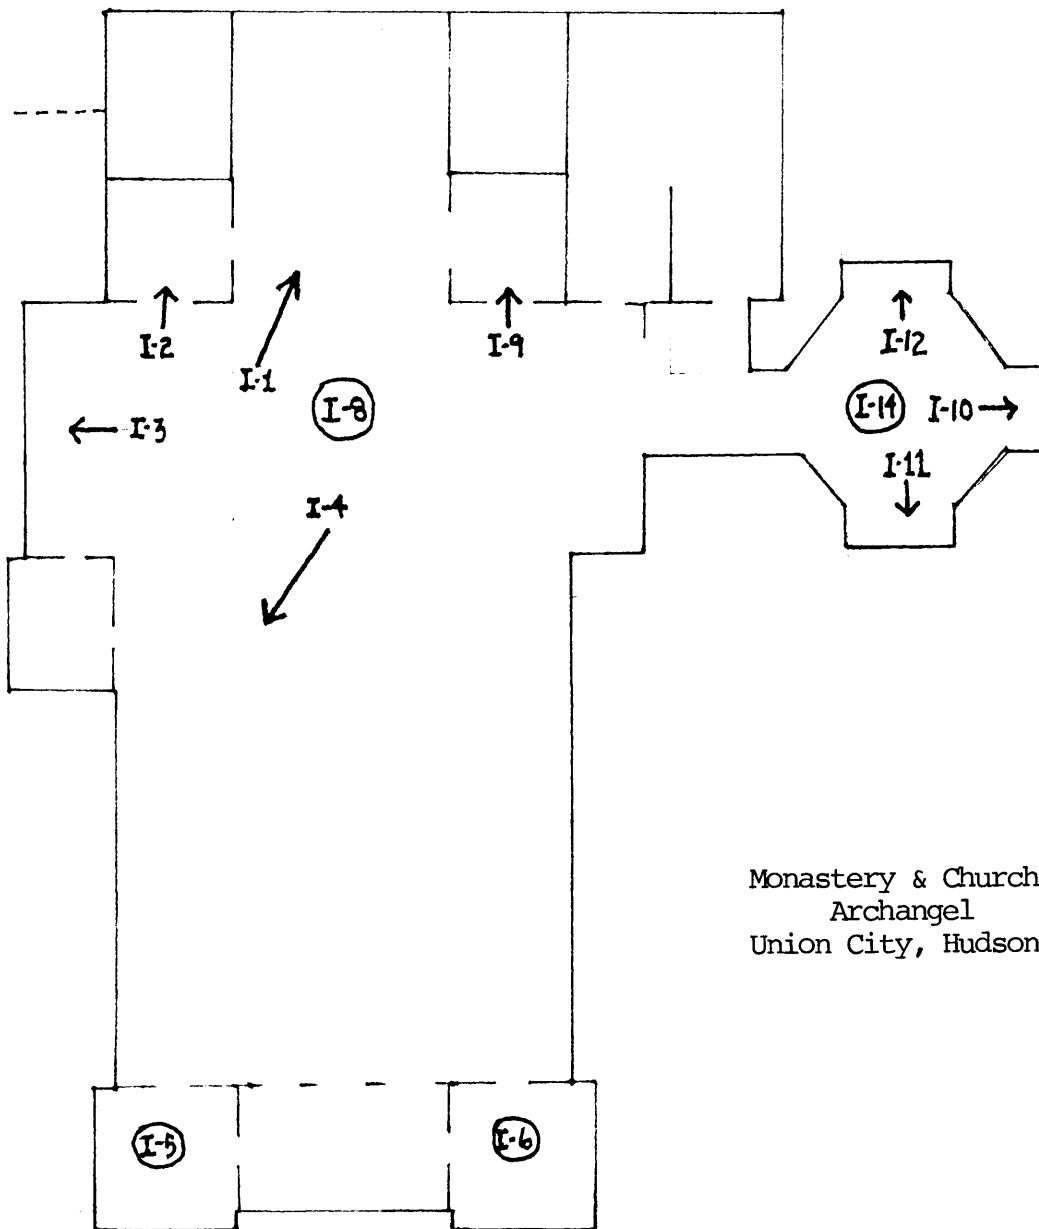 I-2
I-9
I-12
I-1
I-8
I-14
I-10
I-3
I-11
I-4
Monastery & Church
Archangel
Union City, Hudson
I-5
I-6